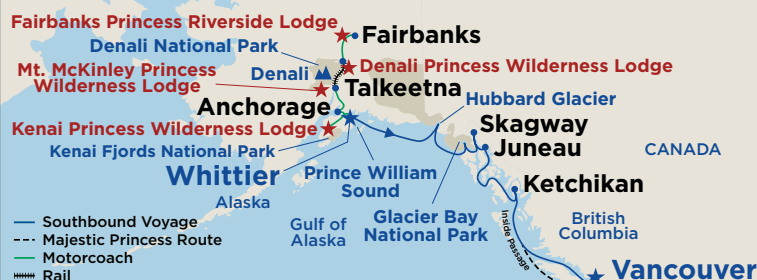 Fairbanks Princess Riverside Lodge
Fairbanks
Denali National Park
Denali
Denali Princess Wilderness Lodge
Mt. McKinley Princess
Wilderness Lodge
Talkeetna
Anchorage
Hubbard Glacier
Kenai Princess Wilderness Lodge
Skagway
Kenai Fjords National Park
Juneau
CANADA
Whittier
Prince William
Sound
Ketchikan
Alaska
Gulf of
Alaska
Glacier Bay
National Park
British
Columbia
Inside Passage
Southbound Voyage
Majestic Princess Route
Motorcoach
Rail
Vancouver